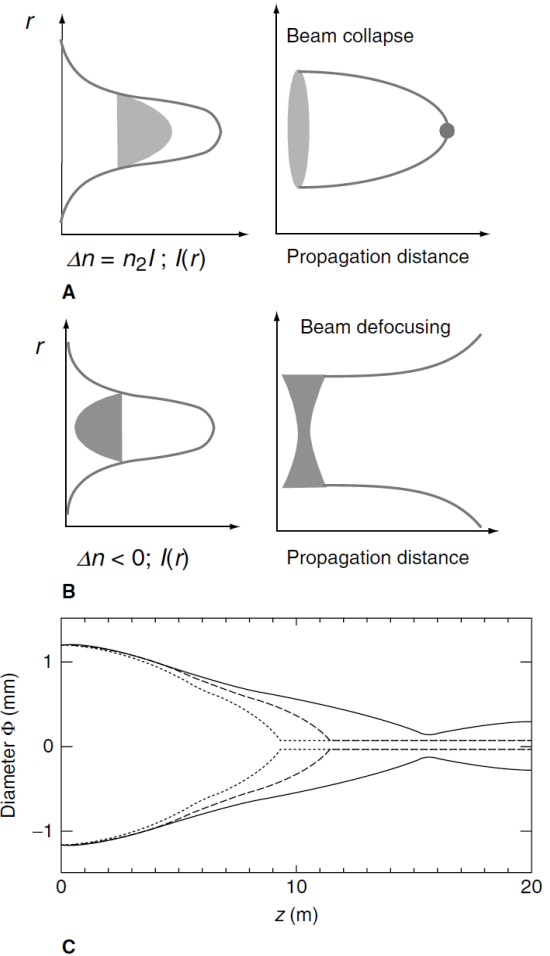 r
Beam collapse
Δn = n₂I ; I(r)
Propagation distance
A
r
Beam defocusing
Δn < 0; I(r)
Propagation distance
B
Diameter Φ (mm)
1
0
−1
0
10
20
z (m)
C